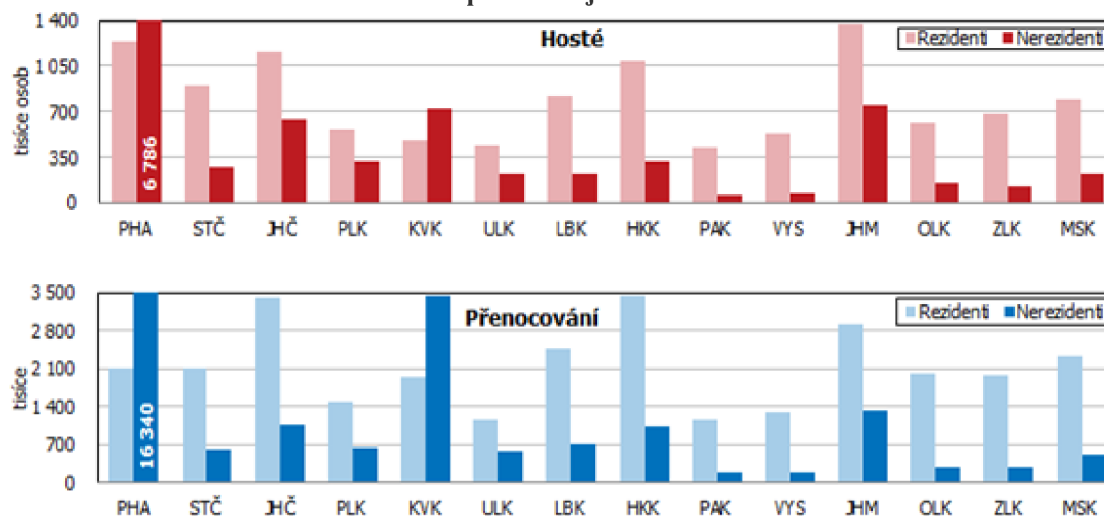 Hosté
Rezidenti Nerezidenti
tisíce osob
1 400
1 050
700
350
0
6 786
PHA STČ JHČ PLK KVK ULK LBK HKK PAK VYS JHM OLK ZLK MSK
Přenocování
Rezidenti Nerezidenti
tisíce
3 500
2 800
2 100
1 400
700
0
16 340
PHA STČ JHČ PLK KVK ULK LBK HKK PAK VYS JHM OLK ZLK MSK